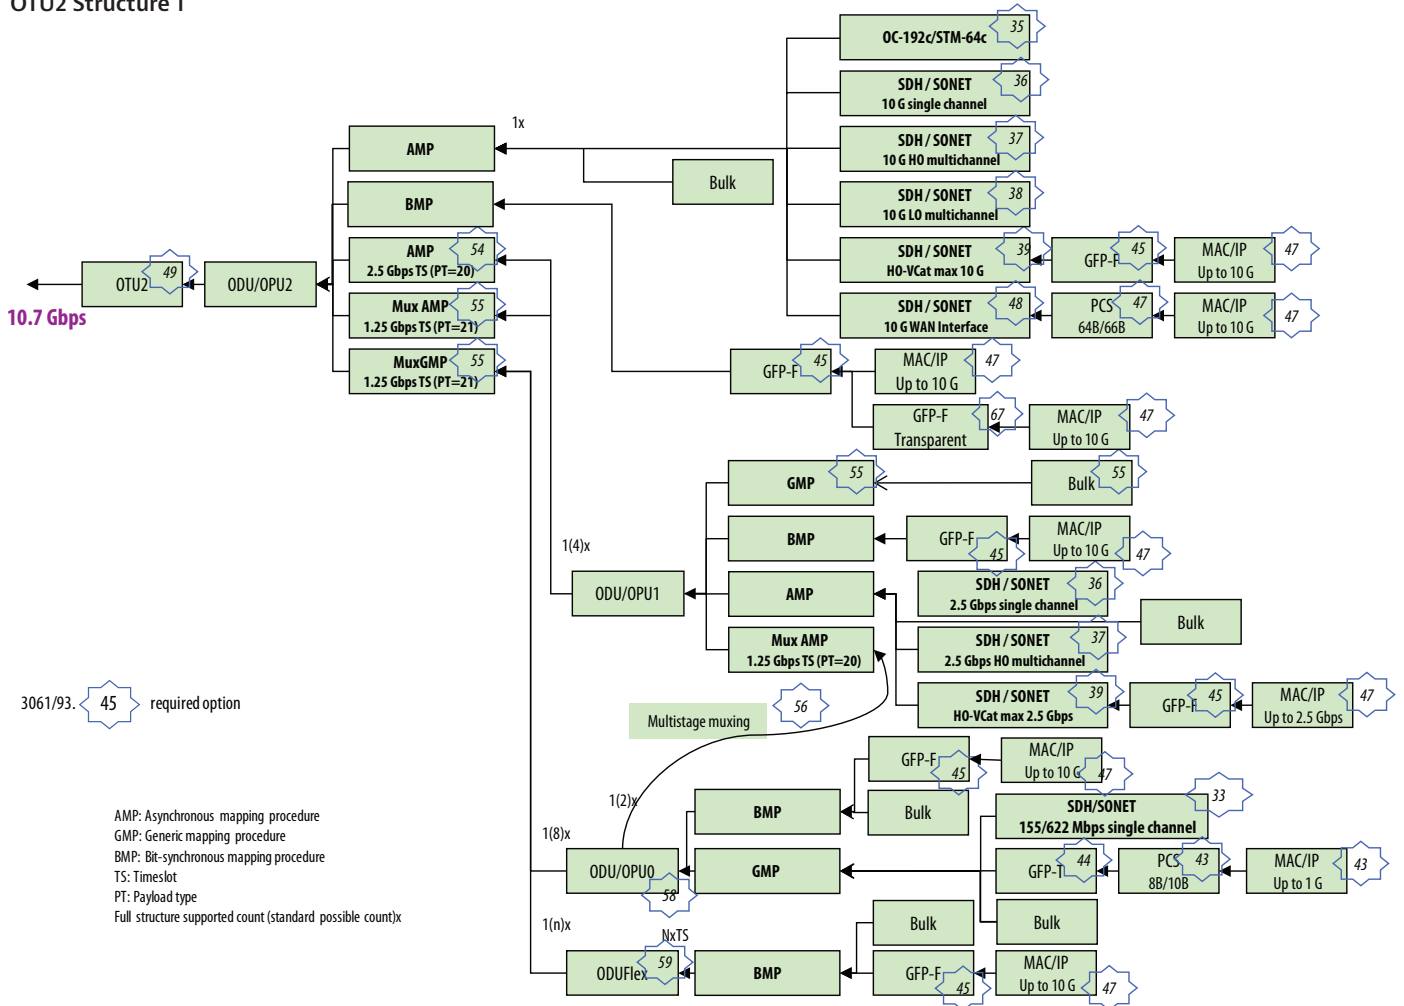 OTU2 Structure 1
OC-192c/STM-64c
35
SDH / SONET
10 G single channel
36
1x
AMP
SDH / SONET
10 G HO multichannel
37
Bulk
BMP
SDH / SONET
10 G LO multichannel
38
AMP
2.5 Gbps TS (PT=20)
54
SDH / SONET
HO-VCat max 10 G
39
GFP-F
45
MAC/IP
Up to 10 G
47
OTU2
49
ODU/OPU2
10.7 Gbps
Mux AMP
1.25 Gbps TS (PT=21)
55
SDH / SONET
10 G WAN Interface
48
PCS
64B/66B
47
MAC/IP
Up to 10 G
47
MuxGMP
1.25 Gbps TS (PT=21)
55
GFP-F
45
MAC/IP
Up to 10 G
47
GFP-F
Transparent
67
MAC/IP
Up to 10 G
47
GMP
55
Bulk
55
1(4)x
BMP
GFP-F
45
MAC/IP
Up to 10 G
47
ODU/OPU1
AMP
SDH / SONET
2.5 Gbps single channel
36
Bulk
Mux AMP
1.25 Gbps TS (PT=20)
SDH / SONET
2.5 Gbps HO multichannel
37
3061/93.
45
required option
Multistage muxing
56
SDH / SONET
HO-VCat max 2.5 Gbps
39
GFP-F
45
MAC/IP
Up to 2.5 Gbps
47
GFP-F
45
MAC/IP
Up to 10 G
47
1(2)x
BMP
Bulk
SDH/SONET
155/622 Mbps single channel
33
1(8)x
ODU/OPU0
58
GMP
GFP-T
44
PCS
8B/10B
43
MAC/IP
Up to 1 G
43
AMP: Asynchronous mapping procedure
GMP: Generic mapping procedure
BMP: Bit-synchronous mapping procedure
TS: Timeslot
PT: Payload type
Full structure supported count (standard possible count)x
1(n)x
Bulk
Bulk
NxTS
ODUFlex
59
BMP
GFP-F
45
MAC/IP
Up to 10 G
47